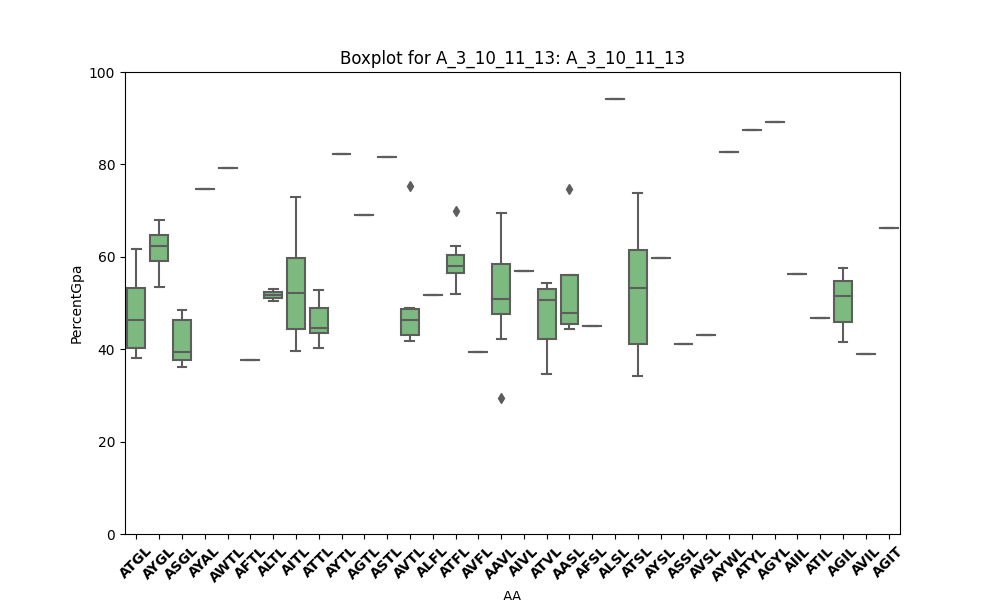 Boxplot for A_3_10_11_13: A_3_10_11_13
100
80
60
40
20
0
PercentGpa
ATGL AYGL ASGL AYAL AWTL AFTL ALTL AITL ATTL AYTL AGTL ASTL AVTL ALFL ATFL AVFL AAVL AIVL ATVL AASL AFSL ALSL ATSL AYSL ASSL AVSL AYWL ATYL AGYL AIIL ATIL AGIL AVIL AGIT
AA